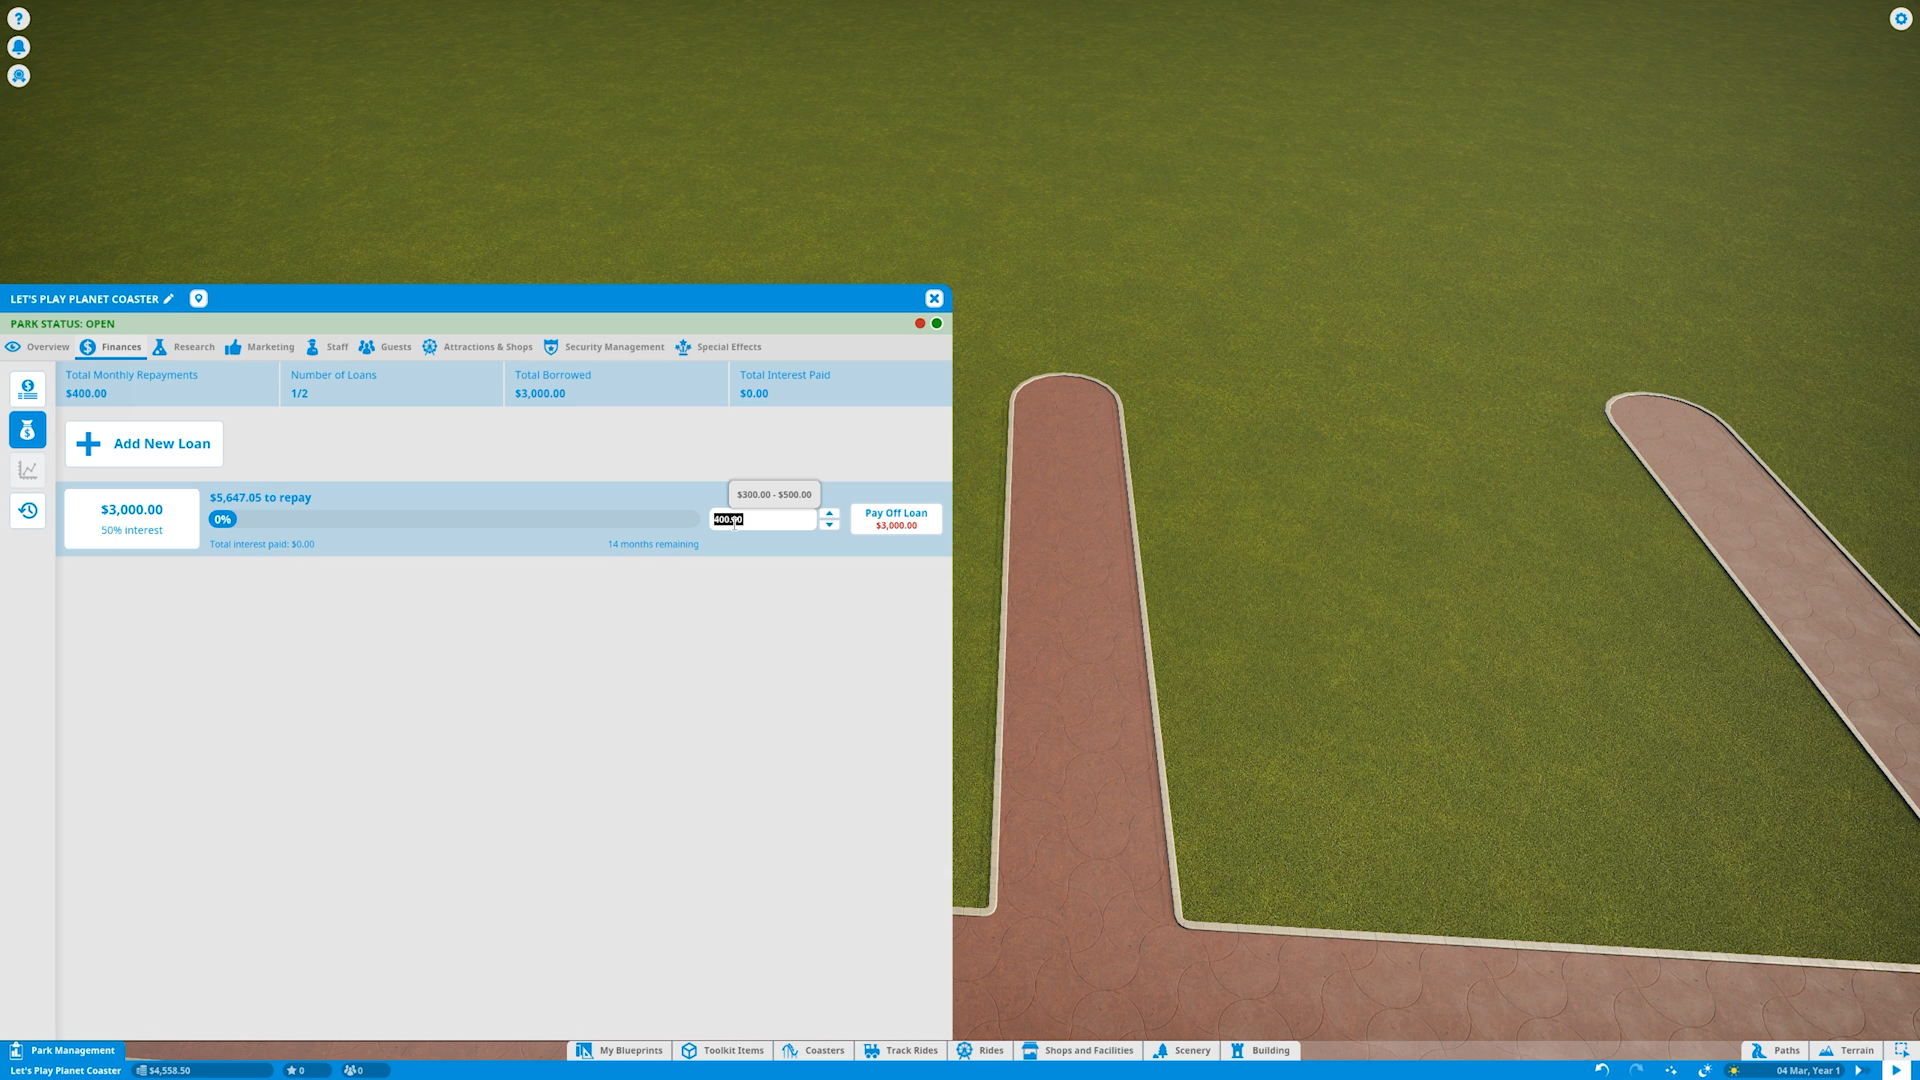 ?
LET'S PLAY PLANET COASTER
PARK STATUS: OPEN
Overview Finances Research Marketing Staff Guests Attractions & Shops Security Management Special Effects
Total Monthly Repayments Number of Loans Total Borrowed Total Interest Paid
$400.00 1/2 $3,000.00 $0.00
Add New Loan
$3,000.00
50% interest
$5,647.05 to repay
0%
Total interest paid: $0.00 14 months remaining
$300.00 - $500.00
400.00
Pay Off Loan
$3,000.00
Park Management My Blueprints Toolkit Items Coasters Track Rides Rides Shops and Facilities Scenery Building Paths Terrain
Let's Play Planet Coaster $4,558.50 0 0 04 Mar, Year 1